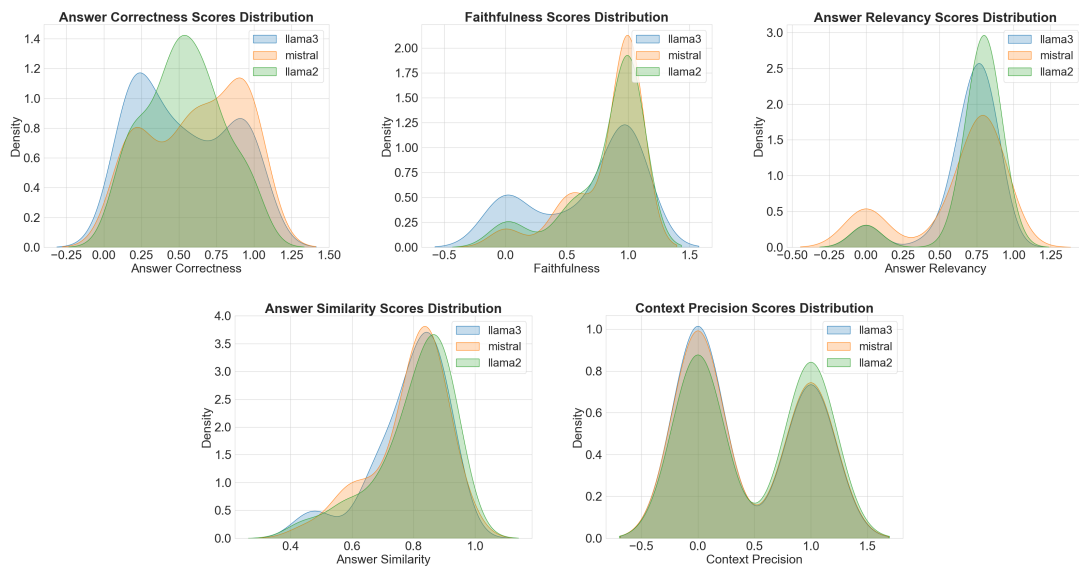 Answer Correctness Scores Distribution
1.4
1.2
1.0
0.8
0.6
0.4
0.2
0.0
Density
−0.25 0.00 0.25 0.50 0.75 1.00 1.25 1.50
Answer Correctness
llama3
mistral
llama2
Faithfulness Scores Distribution
2.00
1.75
1.50
1.25
1.00
0.75
0.50
0.25
0.00
Density
−0.5 0.0 0.5 1.0 1.5
Faithfulness
llama3
mistral
llama2
Answer Relevancy Scores Distribution
3.0
2.5
2.0
1.5
1.0
0.5
0.0
Density
−0.50 −0.25 0.00 0.25 0.50 0.75 1.00 1.25
Answer Relevancy
llama3
mistral
llama2
Answer Similarity Scores Distribution
4.0
3.5
3.0
2.5
2.0
1.5
1.0
0.5
0.0
Density
0.4 0.6 0.8 1.0
Answer Similarity
llama3
mistral
llama2
Context Precision Scores Distribution
1.0
0.8
0.6
0.4
0.2
0.0
Density
−0.5 0.0 0.5 1.0 1.5
Context Precision
llama3
mistral
llama2